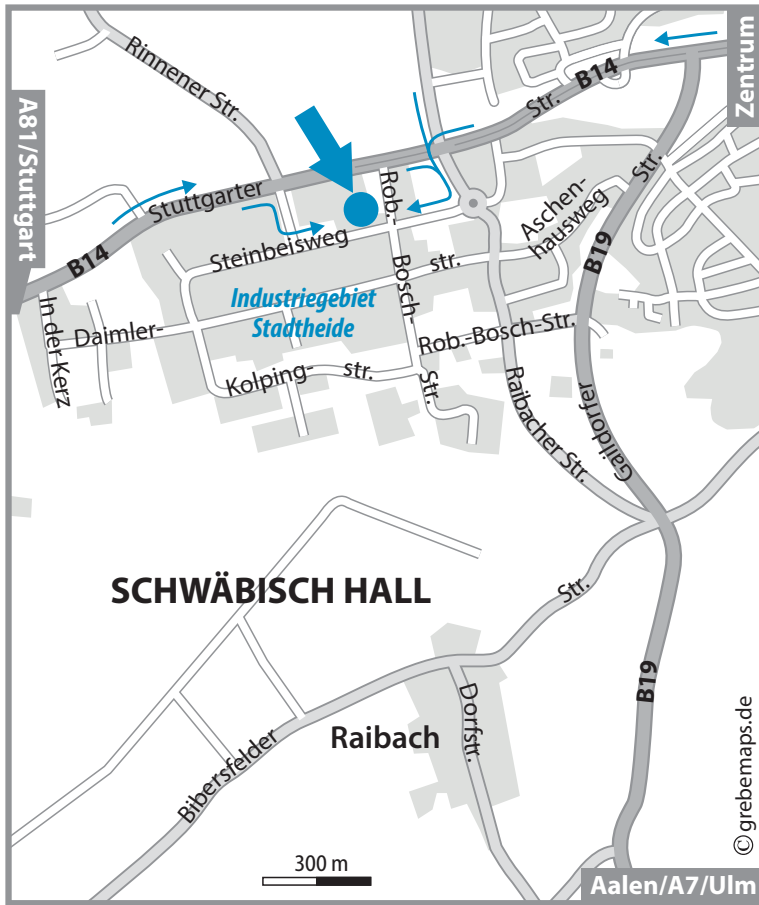 Rinnener Str.
Zentrum
B14
Str.
A81/Stuttgart
Stuttgarter
B14
Rob.-
Bosch-
Str.
Aschen-
hausweg
Str.
B19
Gaildorfer
Steinbeisweg
str.
Daimler-
Industriegebiet
Stadtheide
In der Kerz
Rob.-Bosch-Str.
Kolping-
str.
Raibacher Str.
SCHWÄBISCH HALL
Str.
Bibersfelder
Raibach
Dorfstr.
B19
© grebemaps.de
300 m
Aalen/A7/Ulm